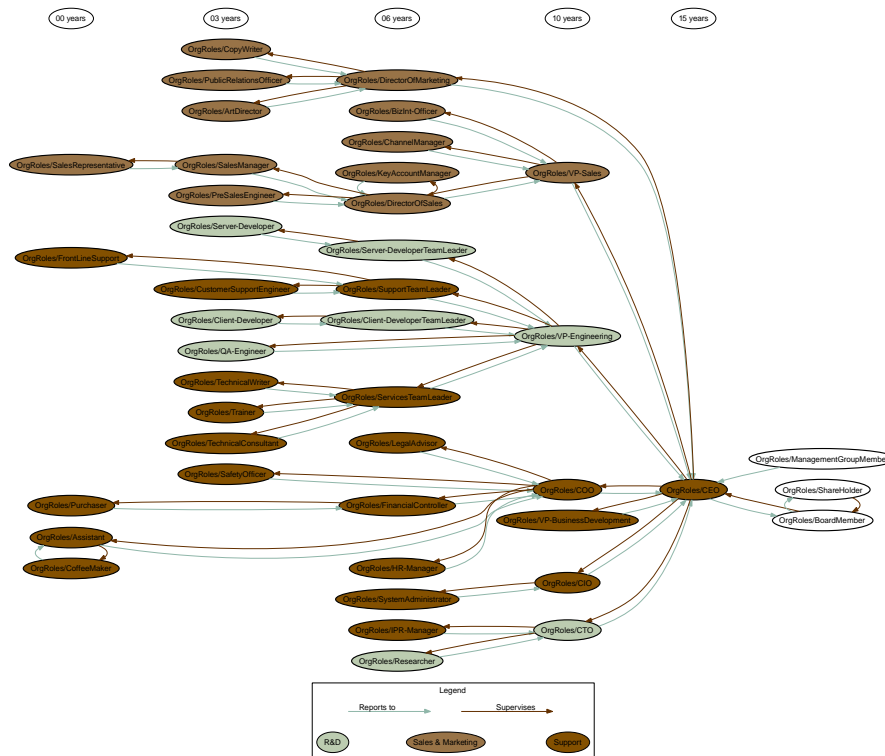 00 years
03 years
06 years
10 years
15 years
OrgRoles/CopyWriter
OrgRoles/PublicRelationsOfficer
OrgRoles/DirectorOfMarketing
OrgRoles/ArtDirector
OrgRoles/BizInt-Officer
OrgRoles/ChannelManager
OrgRoles/SalesRepresentative
OrgRoles/SalesManager
OrgRoles/KeyAccountManager
OrgRoles/VP-Sales
OrgRoles/PreSalesEngineer
OrgRoles/DirectorOfSales
OrgRoles/Server-Developer
OrgRoles/Server-DeveloperTeamLeader
OrgRoles/FrontLineSupport
OrgRoles/CustomerSupportEngineer
OrgRoles/SupportTeamLeader
OrgRoles/Client-Developer
OrgRoles/Client-DeveloperTeamLeader
OrgRoles/VP-Engineering
OrgRoles/QA-Engineer
OrgRoles/TechnicalWriter
OrgRoles/ServicesTeamLeader
OrgRoles/Trainer
OrgRoles/TechnicalConsultant
OrgRoles/LegalAdvisor
OrgRoles/ManagementGroupMember
OrgRoles/SafetyOfficer
OrgRoles/COO
OrgRoles/CEO
OrgRoles/ShareHolder
OrgRoles/Purchaser
OrgRoles/FinancialController
OrgRoles/VP-BusinessDevelopment
OrgRoles/BoardMember
OrgRoles/Assistant
OrgRoles/CoffeeMaker
OrgRoles/HR-Manager
OrgRoles/CIO
OrgRoles/SystemAdministrator
OrgRoles/IPR-Manager
OrgRoles/CTO
OrgRoles/Researcher
Legend
Reports to
Supervises
R&D
Sales & Marketing
Support